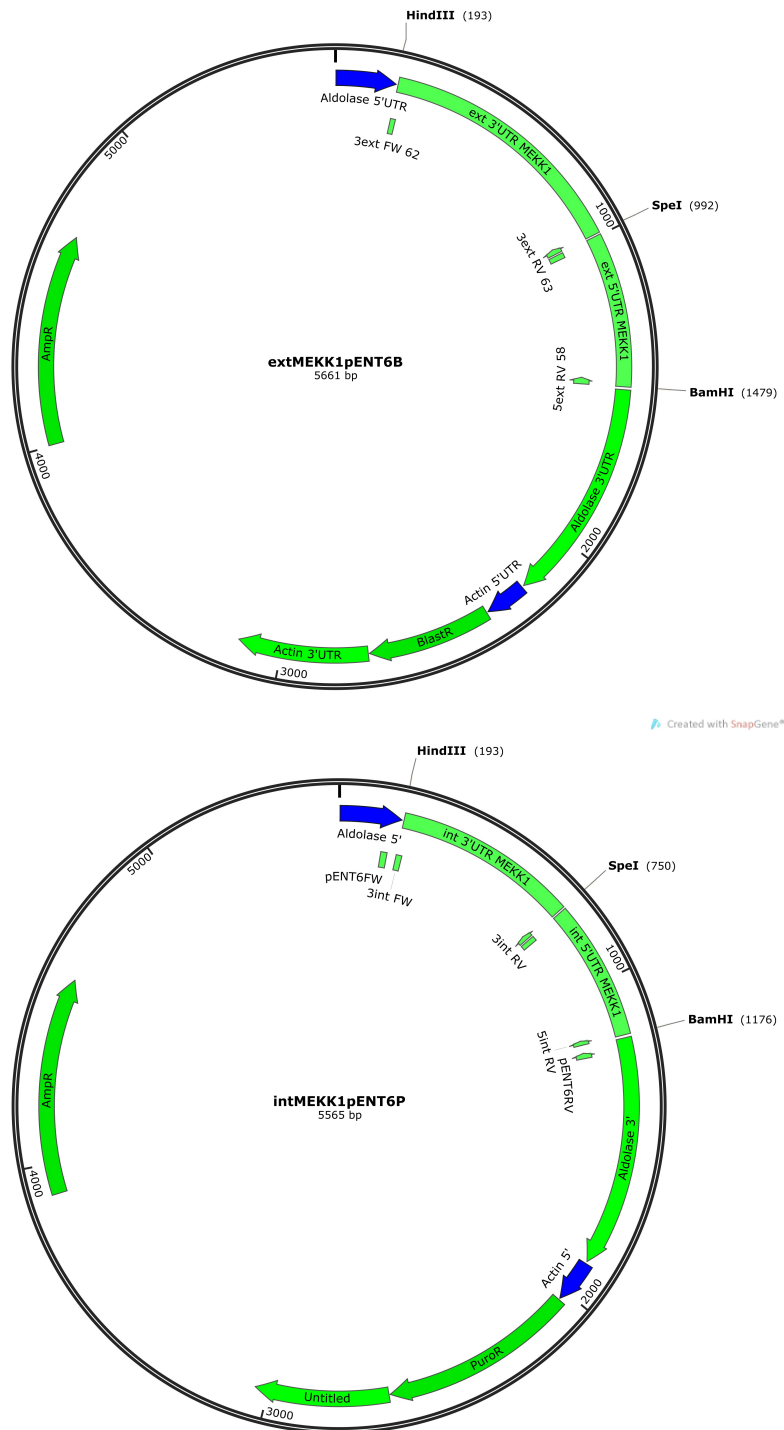 HindIII (193)
Aldolase 5'UTR
ext 3'UTR MEKK1
3ext FW 62
5000
1000
SpeI (992)
3ext RV 63
ext 5'UTR MEKK1
AmpR
extMEKK1pENT6B
5661 bp
5ext RV 58
BamHI (1479)
4000
Aldolase 3'UTR
2000
Actin 5'UTR
BlastR
Actin 3'UTR
3000
Created with SnapGene®
HindIII (193)
Aldolase 5'
int 3'UTR MEKK1
5000
pENT6FW
3int FW
SpeI (750)
3int RV
int 5'UTR MEKK1
1000
BamHI (1176)
5int RV
pENT6RV
AmpR
intMEKK1pENT6P
5565 bp
Aldolase 3'
4000
Actin 5'
2000
PuroR
Untitled
3000